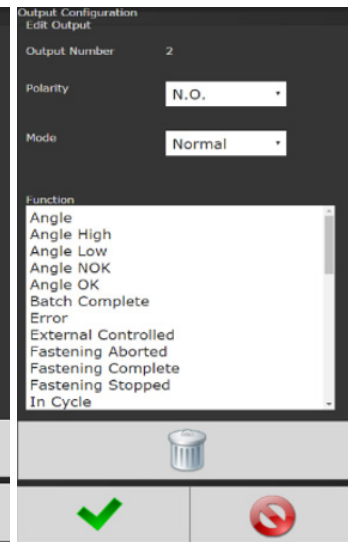 Output Configuration
Edit Output
Output Number 2
Polarity N.O.
Mode Normal
Function
Angle
Angle High
Angle Low
Angle NOK
Angle OK
Batch Complete
Error
External Controlled
Fastening Aborted
Fastening Complete
Fastening Stopped
In Cycle